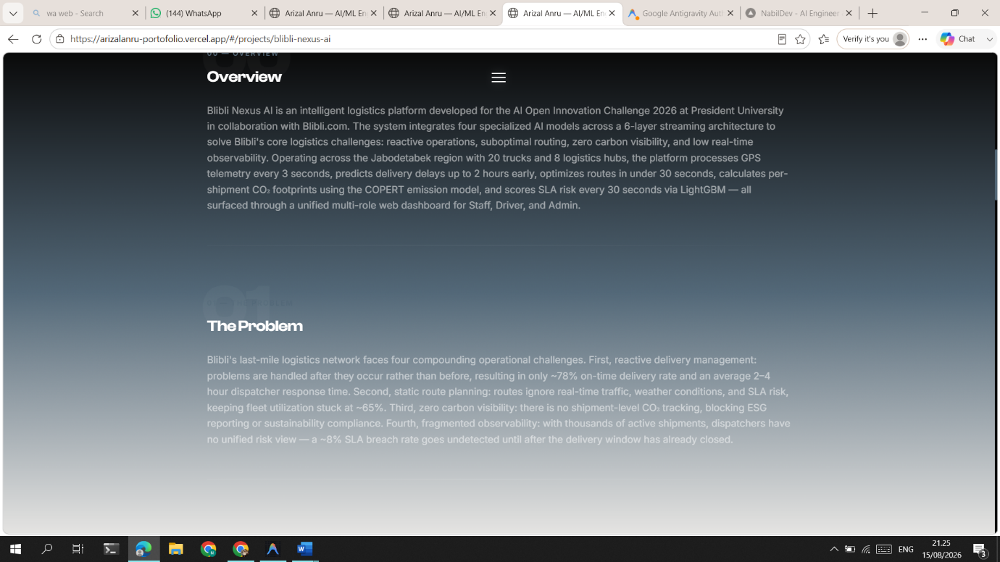 wa web - Search
(144) WhatsApp
Arizal Anru — AI/ML En
Arizal Anru — AI/ML En
Arizal Anru — AI/ML En
Google Antigravity Aut
NabilDev - AI Engineer
https://arizalanru-portofolio.vercel.app/#/projects/blibli-nexus-ai
Verify it's you
Chat
00 — OVERVIEW
Overview
Blibli Nexus AI is an intelligent logistics platform developed for the AI Open Innovation Challenge 2026 at President University
in collaboration with Blibli.com. The system integrates four specialized AI models across a 6-layer streaming architecture to
solve Blibli's core logistics challenges: reactive operations, suboptimal routing, zero carbon visibility, and low real-time
observability. Operating across the Jabodetabek region with 20 trucks and 8 logistics hubs, the platform processes GPS
telemetry every 3 seconds, predicts delivery delays up to 2 hours early, optimizes routes in under 30 seconds, calculates per-
shipment CO₂ footprints using the COPERT emission model, and scores SLA risk every 30 seconds via LightGBM — all
surfaced through a unified multi-role web dashboard for Staff, Driver, and Admin.
01
The Problem
Blibli's last-mile logistics network faces four compounding operational challenges. First, reactive delivery management:
problems are handled after they occur rather than before, resulting in only ~78% on-time delivery rate and an average 2–4
hour dispatcher response time. Second, static route planning: routes ignore real-time traffic, weather conditions, and SLA risk,
keeping fleet utilization stuck at ~65%. Third, zero carbon visibility: there is no shipment-level CO₂ tracking, blocking ESG
reporting or sustainability compliance. Fourth, fragmented observability: with thousands of active shipments, dispatchers have
no unified risk view — a ~8% SLA breach rate goes undetected until after the delivery window has already closed.
ENG
21.25
15/08/2026
3